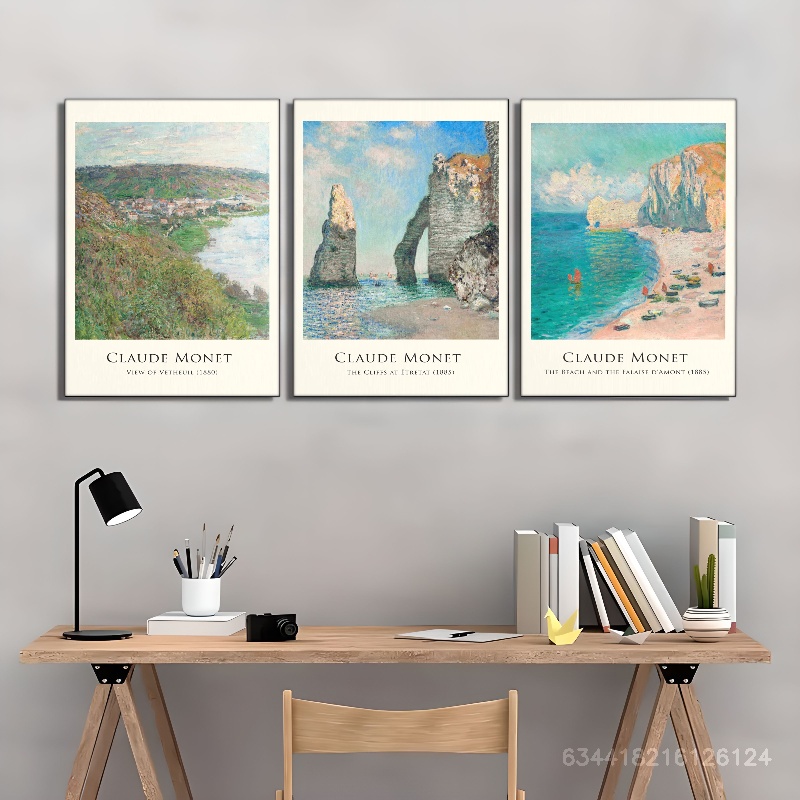 CLAUDE MONET
VIEW OF VETHEUIL (1880)
CLAUDE MONET
THE CLIFFS AT ETRETAT (1885)
CLAUDE MONET
THE BEACH AND THE FALAISE D'AMONT (1885)
634418216126124